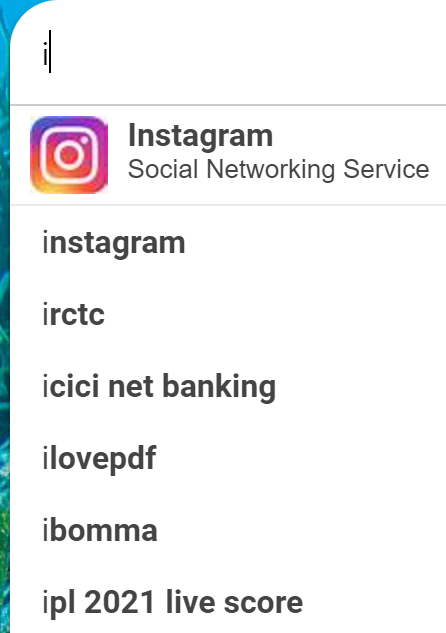 i
Instagram
Social Networking Service
instagram
irctc
icici net banking
ilovepdf
ibomma
ipl 2021 live score